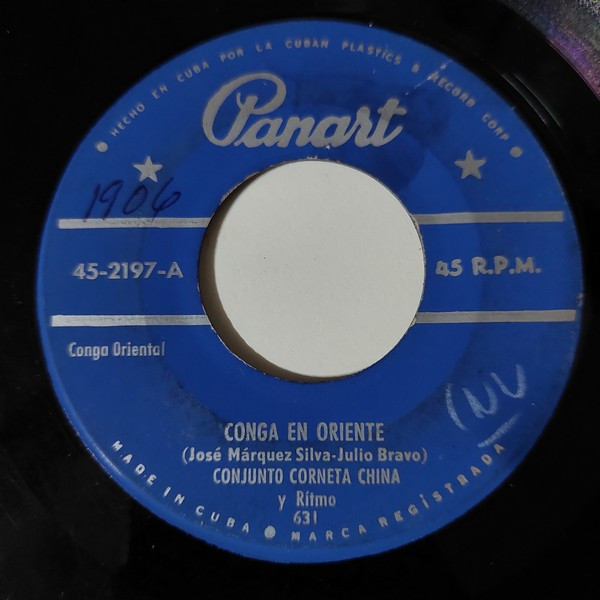 HECHO EN CUBA POR LA CUBAN PLASTICS & RECORD CORP
Panart
1906
45-2197-A
45 R.P.M.
Conga Oriental
INV
CONGA EN ORIENTE
(José Márquez Silva-Julio Bravo)
CONJUNTO CORNETA CHINA
y Ritmo
631
MADE IN CUBA MARCA REGISTRADA